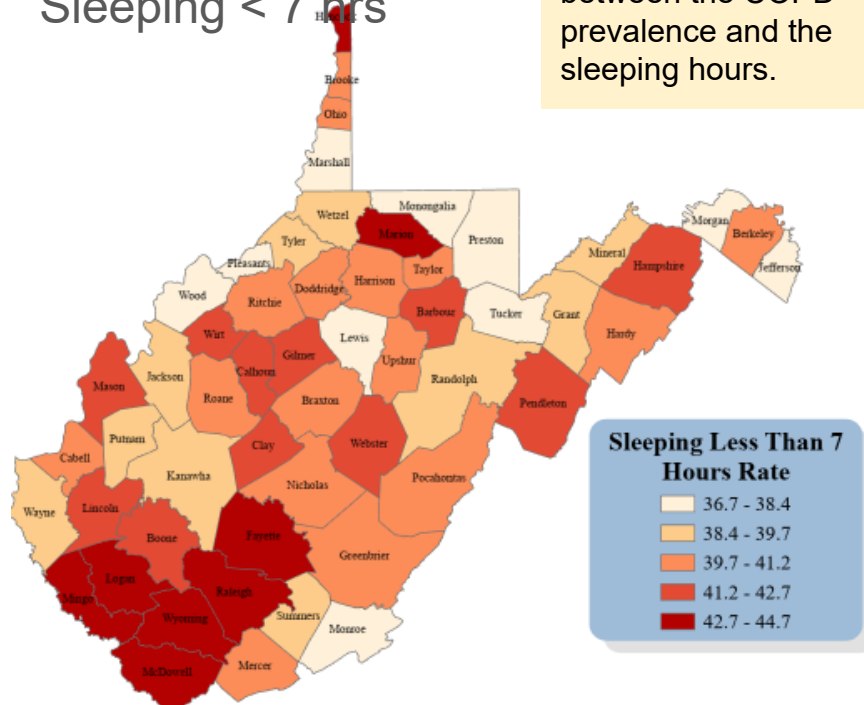 Sleeping < 7 hrs
prevalence and the
sleeping hours.
Brooke
Ohio
Marshall
Wetzel
Monongalia
Marion
Preston
Tyler
Pleasants
Wood
Ritchie
Doddridge
Harrison
Taylor
Barbour
Tucker
Mineral
Hampshire
Morgan
Berkeley
Jefferson
Grant
Hardy
Wirt
Calhoun
Gilmer
Lewis
Upshur
Randolph
Pendleton
Mason
Jackson
Roane
Braxton
Webster
Pocahontas
Putnam
Cabell
Kanawha
Clay
Nicholas
Wayne
Lincoln
Boone
Fayette
Greenbrier
Mingo
Logan
Raleigh
Wyoming
Summers
Monroe
McDowell
Mercer
Sleeping Less Than 7
Hours Rate
36.7 - 38.4
38.4 - 39.7
39.7 - 41.2
41.2 - 42.7
42.7 - 44.7